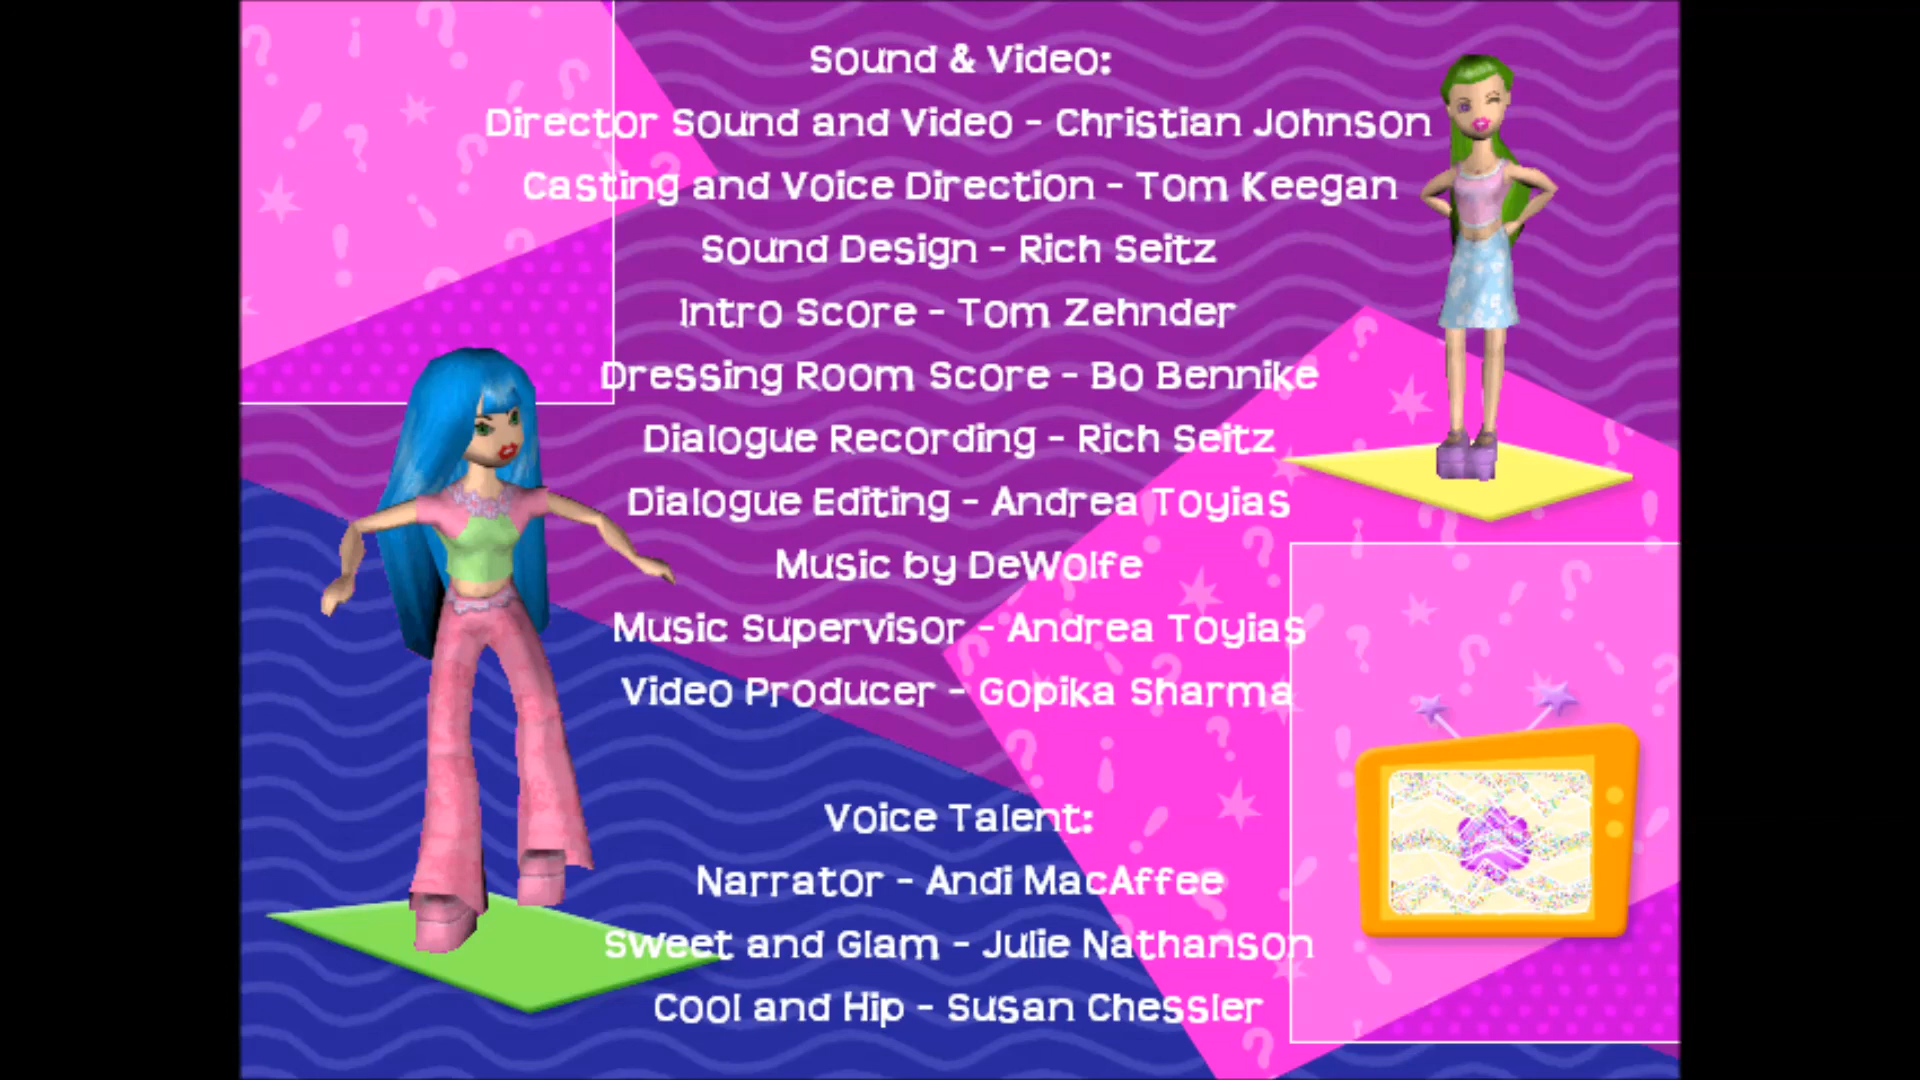 Sound & Video:
Director Sound and Video - Christian Johnson
Casting and Voice Direction - Tom Keegan
Sound Design - Rich Seitz
Intro Score - Tom Zehnder
Dressing Room Score - Bo Bennike
Dialogue Recording - Rich Seitz
Dialogue Editing - Andrea Toyias
Music by DeWolfe
Music Supervisor - Andrea Toyias
Video Producer - Gopika Sharma
Voice Talent:
Narrator - Andi MacAffee
Sweet and Glam - Julie Nathanson
Cool and Hip - Susan Chessler